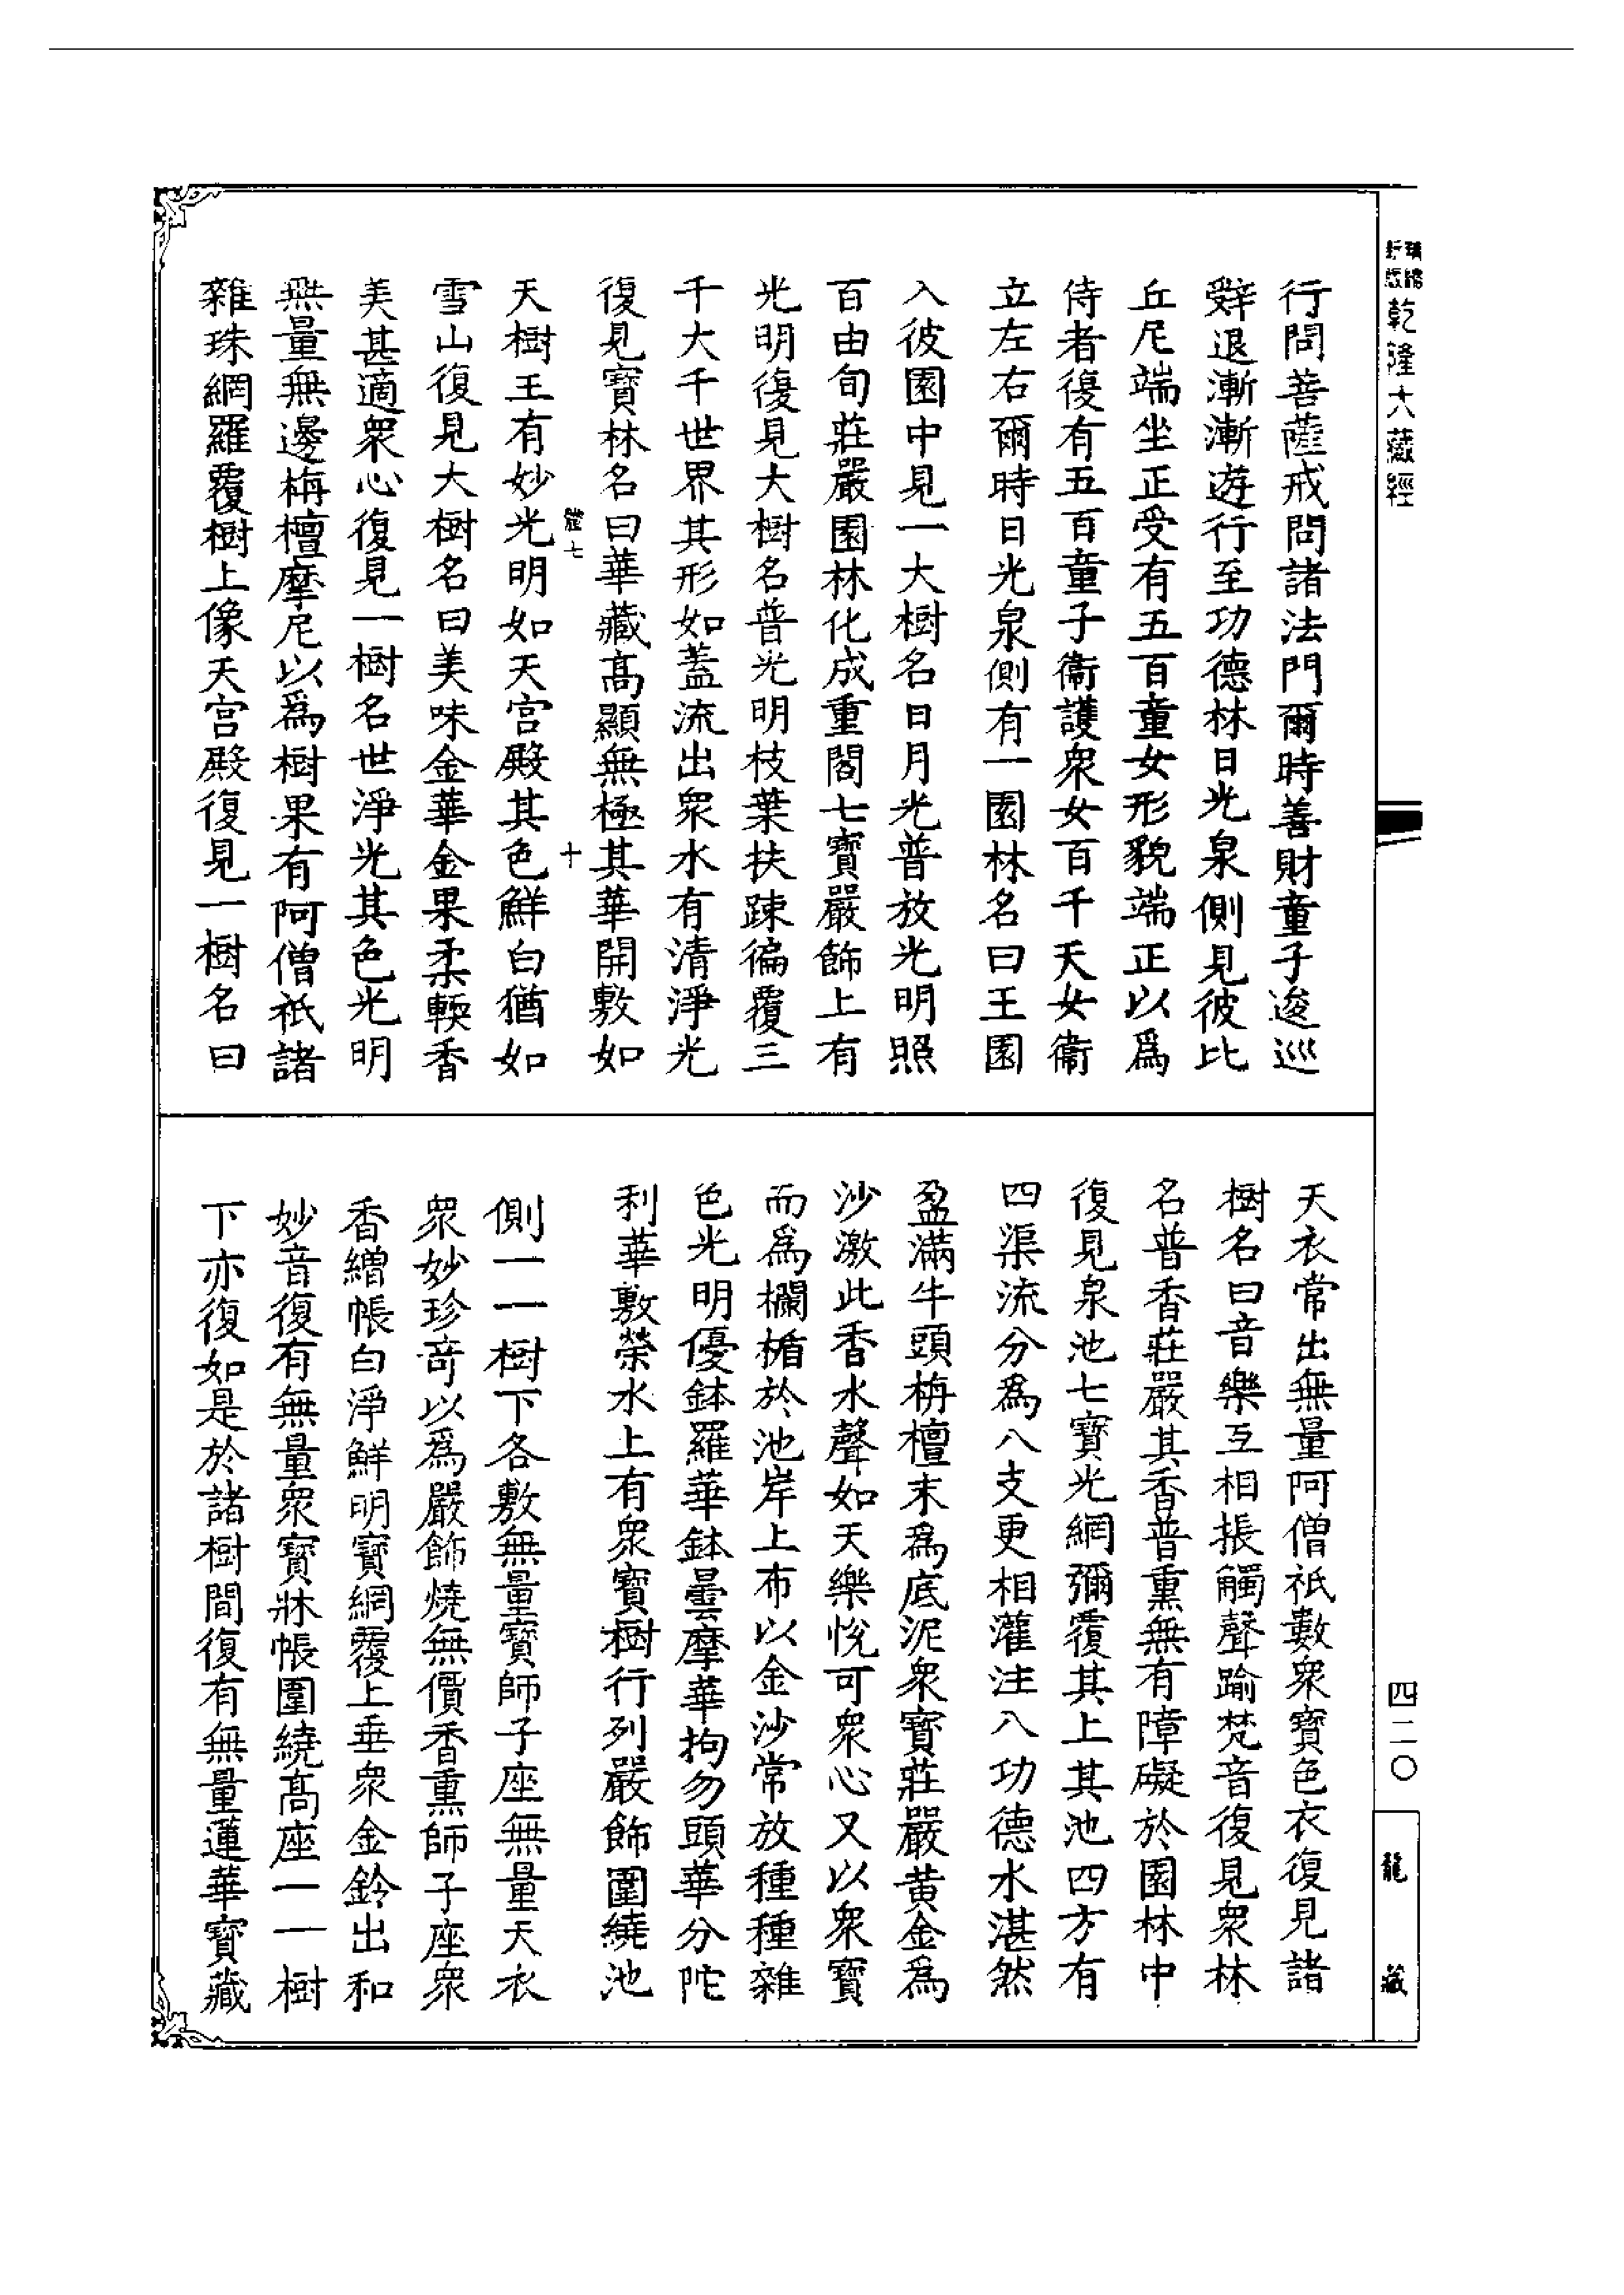 乾隆大藏經
行問菩薩戒問諸法門爾時善財童子逡巡
辭退漸漸遊行至功德林日光泉側見彼比
丘尼端坐正受有五百童女形貌端正以爲
侍者復有五百童子衞護衆女百千天女衞
立左右爾時日光泉側有一園林名曰王園
入彼園中見一大樹名日月光普放光明照
百由旬莊嚴園林化成重閣七寶嚴飾上有
光明復見大樹名普光明枝葉扶踈徧覆三
千大千世界其形如蓋流出衆水有清淨光
復見寶林名曰華藏高顯無極其華開敷如
七 十
天樹王有妙光明如天宮殿其色鮮白猶如
雪山復見大樹名曰美味金華金果柔輭香
美甚適衆心復見一樹名世淨光其色光明
無量無邊栴檀摩尼以爲樹果有阿僧祇諸
雜珠網羅覆樹上像天宮殿復見一樹名曰
天衣常出無量阿僧祇數衆寶色衣復見諸
樹名曰音樂互相振觸聲踰梵音復見衆林
名普香莊嚴其香普熏無有障礙於園林中
復見泉池七寶光網彌覆其上其池四方有
四渠流分爲八支更相灌注八功德水湛然
盈滿牛頭栴檀末爲底泥衆寶莊嚴黄金爲
沙激此香水聲如天樂悅可衆心又以衆寶
而爲欄楯於池岸上布以金沙常放種種雜
色光明優鉢羅華鉢曇摩華拘勿頭華分陀
利華敷榮水上有衆寶樹行列嚴飾圍繞池
側一一樹下各敷無量寶師子座無量天衣
衆妙珍奇以爲嚴飾燒無價香熏師子座衆
香繒帳白淨鮮明寶網覆上垂衆金鈴出和
妙音復有無量衆寶牀帳圍繞高座一一樹
下亦復如是於諸樹間復有無量蓮華寶藏
四二〇
龍藏